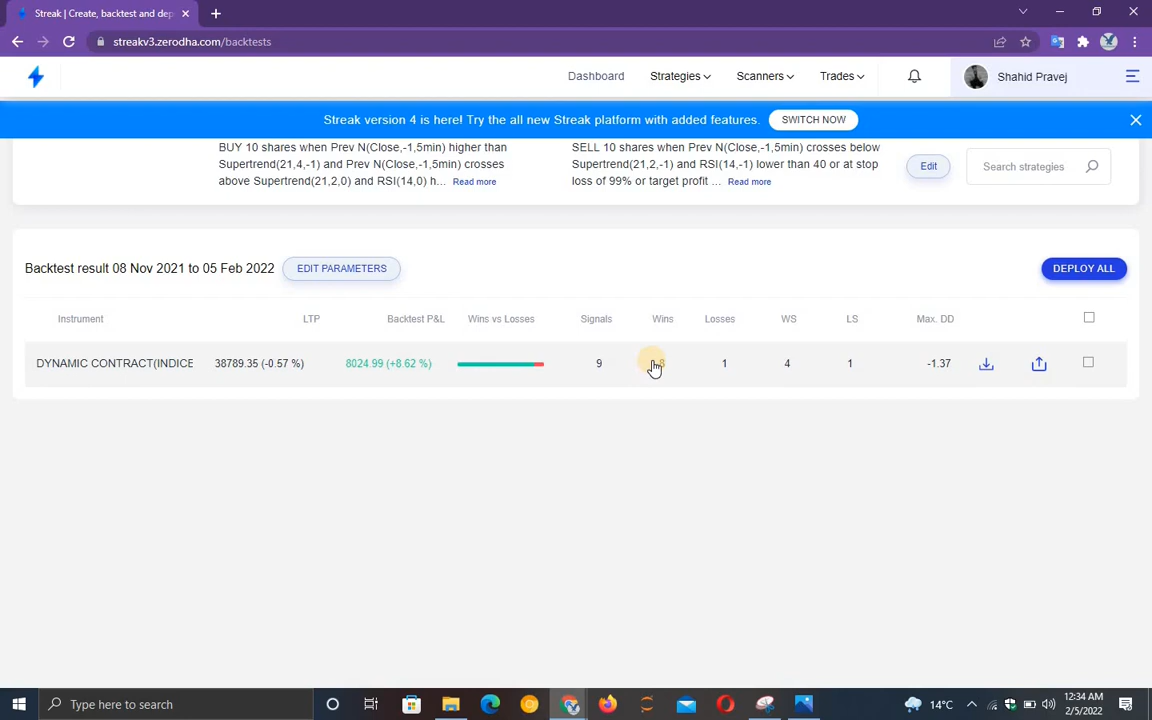 Streak | Create, backtest and dep
streakv3.zerodha.com/backtests
Dashboard Strategies Scanners Trades Shahid Pravej
Streak version 4 is here! Try the all new Streak platform with added features. SWITCH NOW
BUY 10 shares when Prev N(Close,-1,5min) higher than
Supertrend(21,4,-1) and Prev N(Close,-1,5min) crosses
above Supertrend(21,2,0) and RSI(14,0) h... Read more
SELL 10 shares when Prev N(Close,-1,5min) crosses below
Supertrend(21,2,-1) and RSI(14,-1) lower than 40 or at stop
loss of 99% or target profit ... Read more
Edit
Search strategies
Backtest result 08 Nov 2021 to 05 Feb 2022 EDIT PARAMETERS DEPLOY ALL
Instrument LTP Backtest P&L Wins vs Losses Signals Wins Losses WS LS Max. DD
DYNAMIC CONTRACT(INDICE 38789.35 (-0.57 %) 8024.99 (+8.62 %) 9 8 1 4 1 -1.37
Type here to search
14°C
12:34 AM
2/5/2022